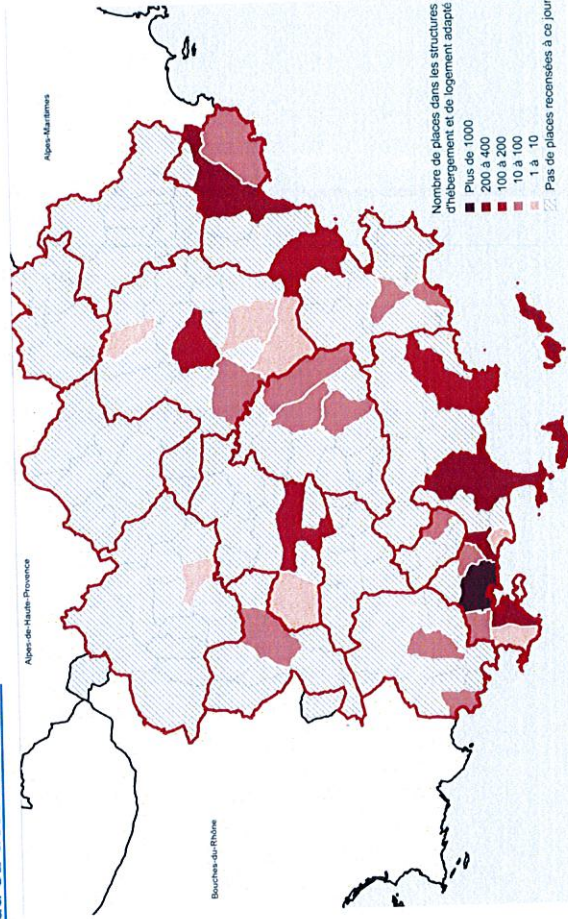 Alpes-de-Haute-Provence
Alpes-Maritimes
Bouches-du-Rhône
Nombre de places dans les structures
d'hébergement et de logement adapté
Plus de 1000
200 à 400
100 à 200
10 à 100
1 à 10
Pas de places recensées à ce jour